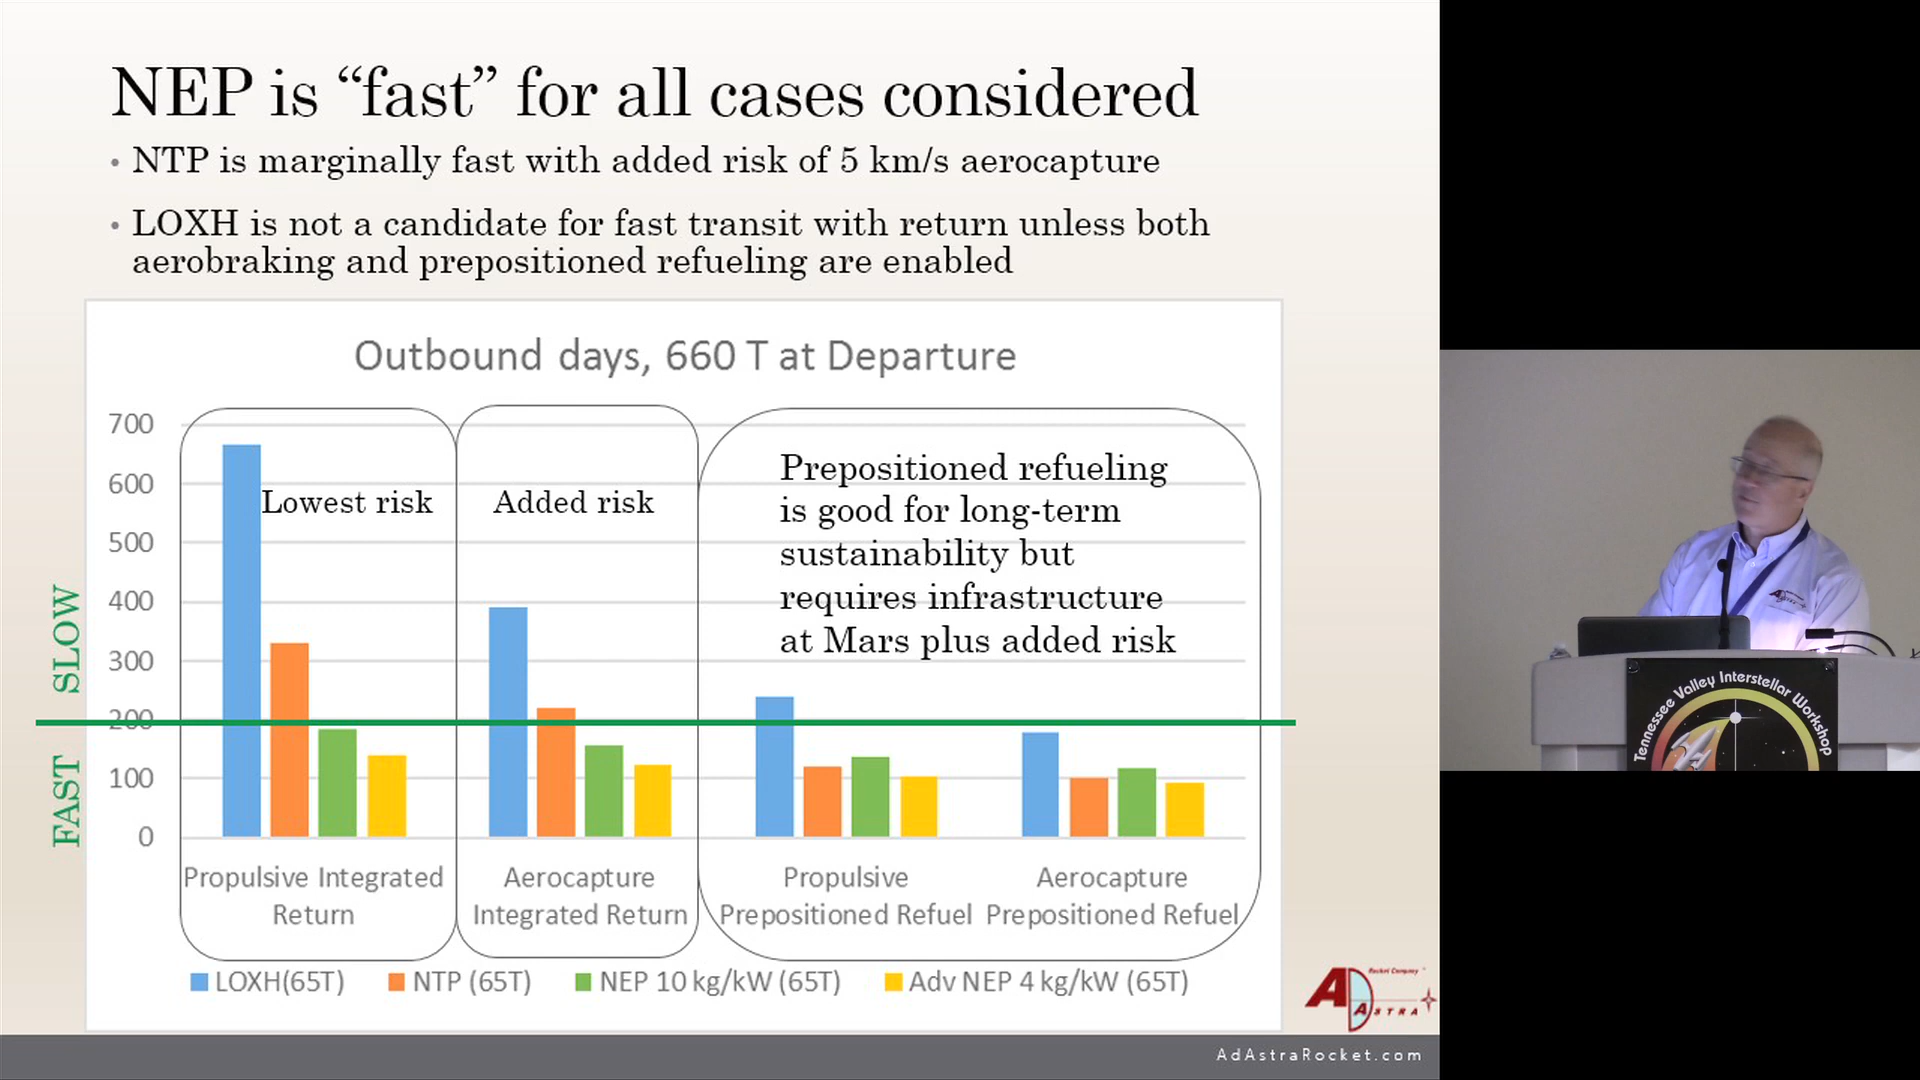 NEP is “fast” for all cases considered
• NTP is marginally fast with added risk of 5 km/s aerocapture
• LOXH is not a candidate for fast transit with return unless both
aerobraking and prepositioned refueling are enabled
Outbound days, 660 T at Departure
700
600
500
400
300
200
100
0
SLOW
FAST
Lowest risk
Added risk
Prepositioned refueling
is good for long-term
sustainability but
requires infrastructure
at Mars plus added risk
Propulsive Integrated
Return
Aerocapture
Integrated Return
Propulsive
Prepositioned Refuel
Aerocapture
Prepositioned Refuel
LOXH(65T)
NTP (65T)
NEP 10 kg/kW (65T)
Adv NEP 4 kg/kW (65T)
Rocket Company
AD ASTRA
AdAstraRocket.com
Tennessee Valley Interstellar Workshop